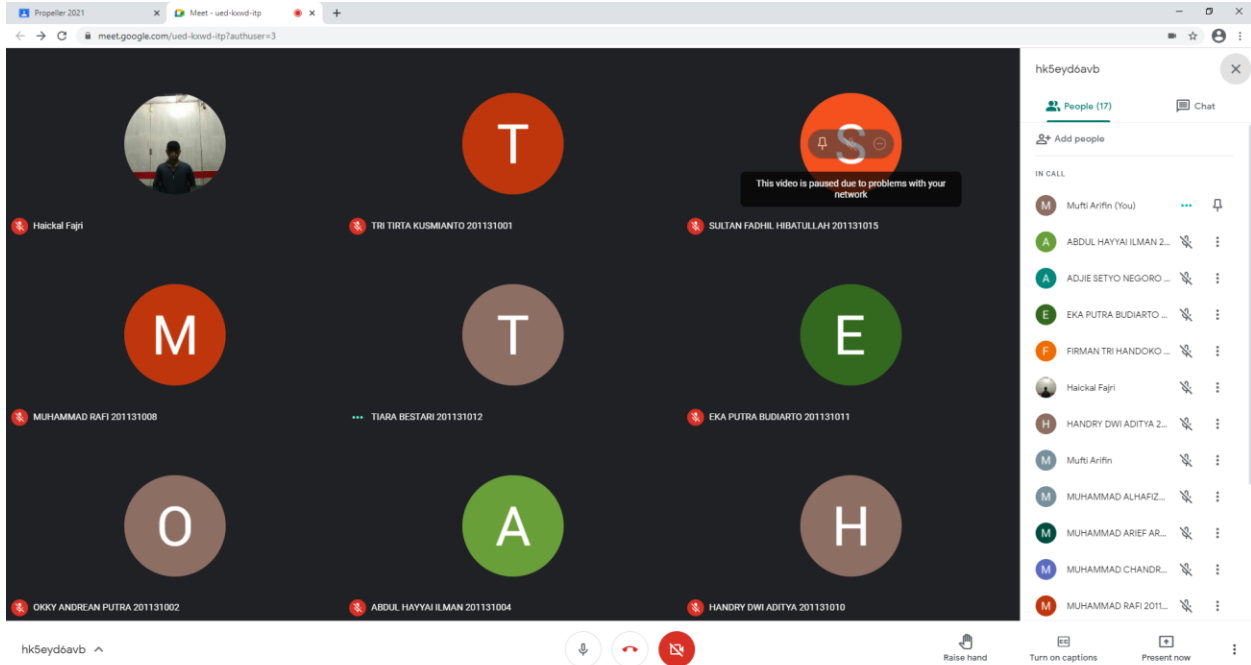 Propeller 2021
Meet - ued-kxwd-itp
meet.google.com/ued-kxwd-itp?authuser=3
T
S
This video is paused due to problems with your
network
Haickal Fajri
TRI TIRTA KUSMIANTO 201131001
SULTAN FADHIL HIBATULLAH 201131015
M
T
E
MUHAMMAD RAFI 201131008
TIARA BESTARI 201131012
EKA PUTRA BUDIARTO 201131011
O
A
H
OKKY ANDREAN PUTRA 201131002
ABDUL HAYYAI ILMAN 201131004
HANDRY DWI ADITYA 201131010
hk5eyd6avb
People (17)
Chat
Add people
IN CALL
M Mufti Arifin (You)
A ABDUL HAYYAI ILMAN 2...
A ADJIE SETYO NEGORO ...
E EKA PUTRA BUDIARTO ...
F FIRMAN TRI HANDOKO ...
Haickal Fajri
H HANDRY DWI ADITYA 2...
M Mufti Arifin
M MUHAMMAD ALHAFIZ...
M MUHAMMAD ARIEF AR...
M MUHAMMAD CHANDR...
M MUHAMMAD RAFI 2011...
hk5eyd6avb
Raise hand
CC
Turn on captions
Present now